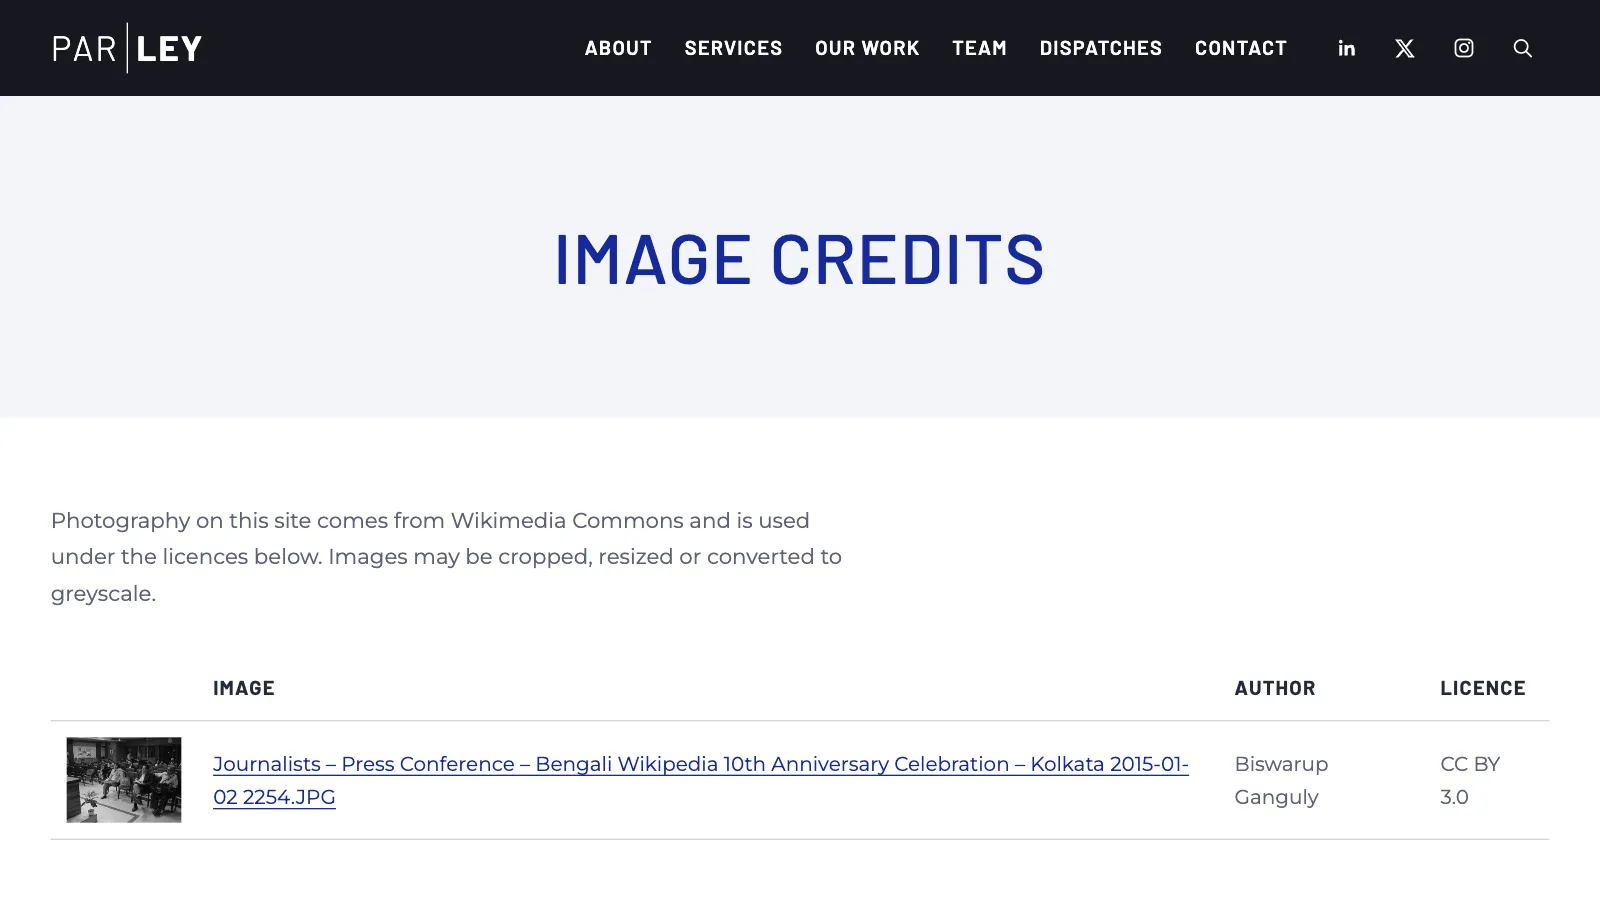 PAR|LEY
ABOUT SERVICES OUR WORK TEAM DISPATCHES CONTACT in X
IMAGE CREDITS
Photography on this site comes from Wikimedia Commons and is used
under the licences below. Images may be cropped, resized or converted to
greyscale.
IMAGE AUTHOR LICENCE
Journalists – Press Conference – Bengali Wikipedia 10th Anniversary Celebration – Kolkata 2015-01-
02 2254.JPG
Biswarup
Ganguly
CC BY
3.0